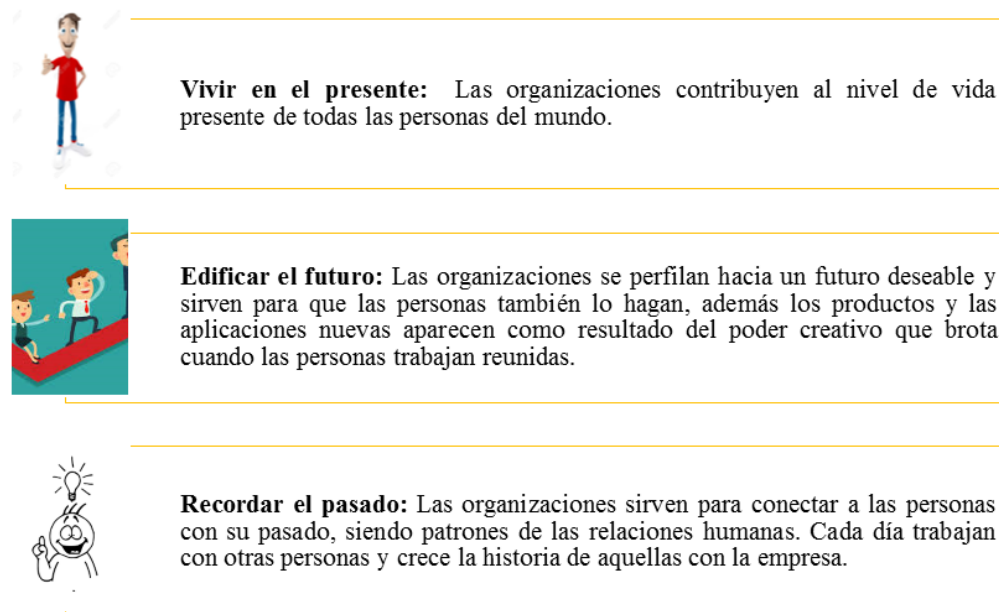 Vivir en el presente: Las organizaciones contribuyen al nivel de vida
presente de todas las personas del mundo.
Edificar el futuro: Las organizaciones se perfilan hacia un futuro deseable y
sirven para que las personas también lo hagan, además los productos y las
aplicaciones nuevas aparecen como resultado del poder creativo que brota
cuando las personas trabajan reunidas.
Recordar el pasado: Las organizaciones sirven para conectar a las personas
con su pasado, siendo patrones de las relaciones humanas. Cada día trabajan
con otras personas y crece la historia de aquellas con la empresa.